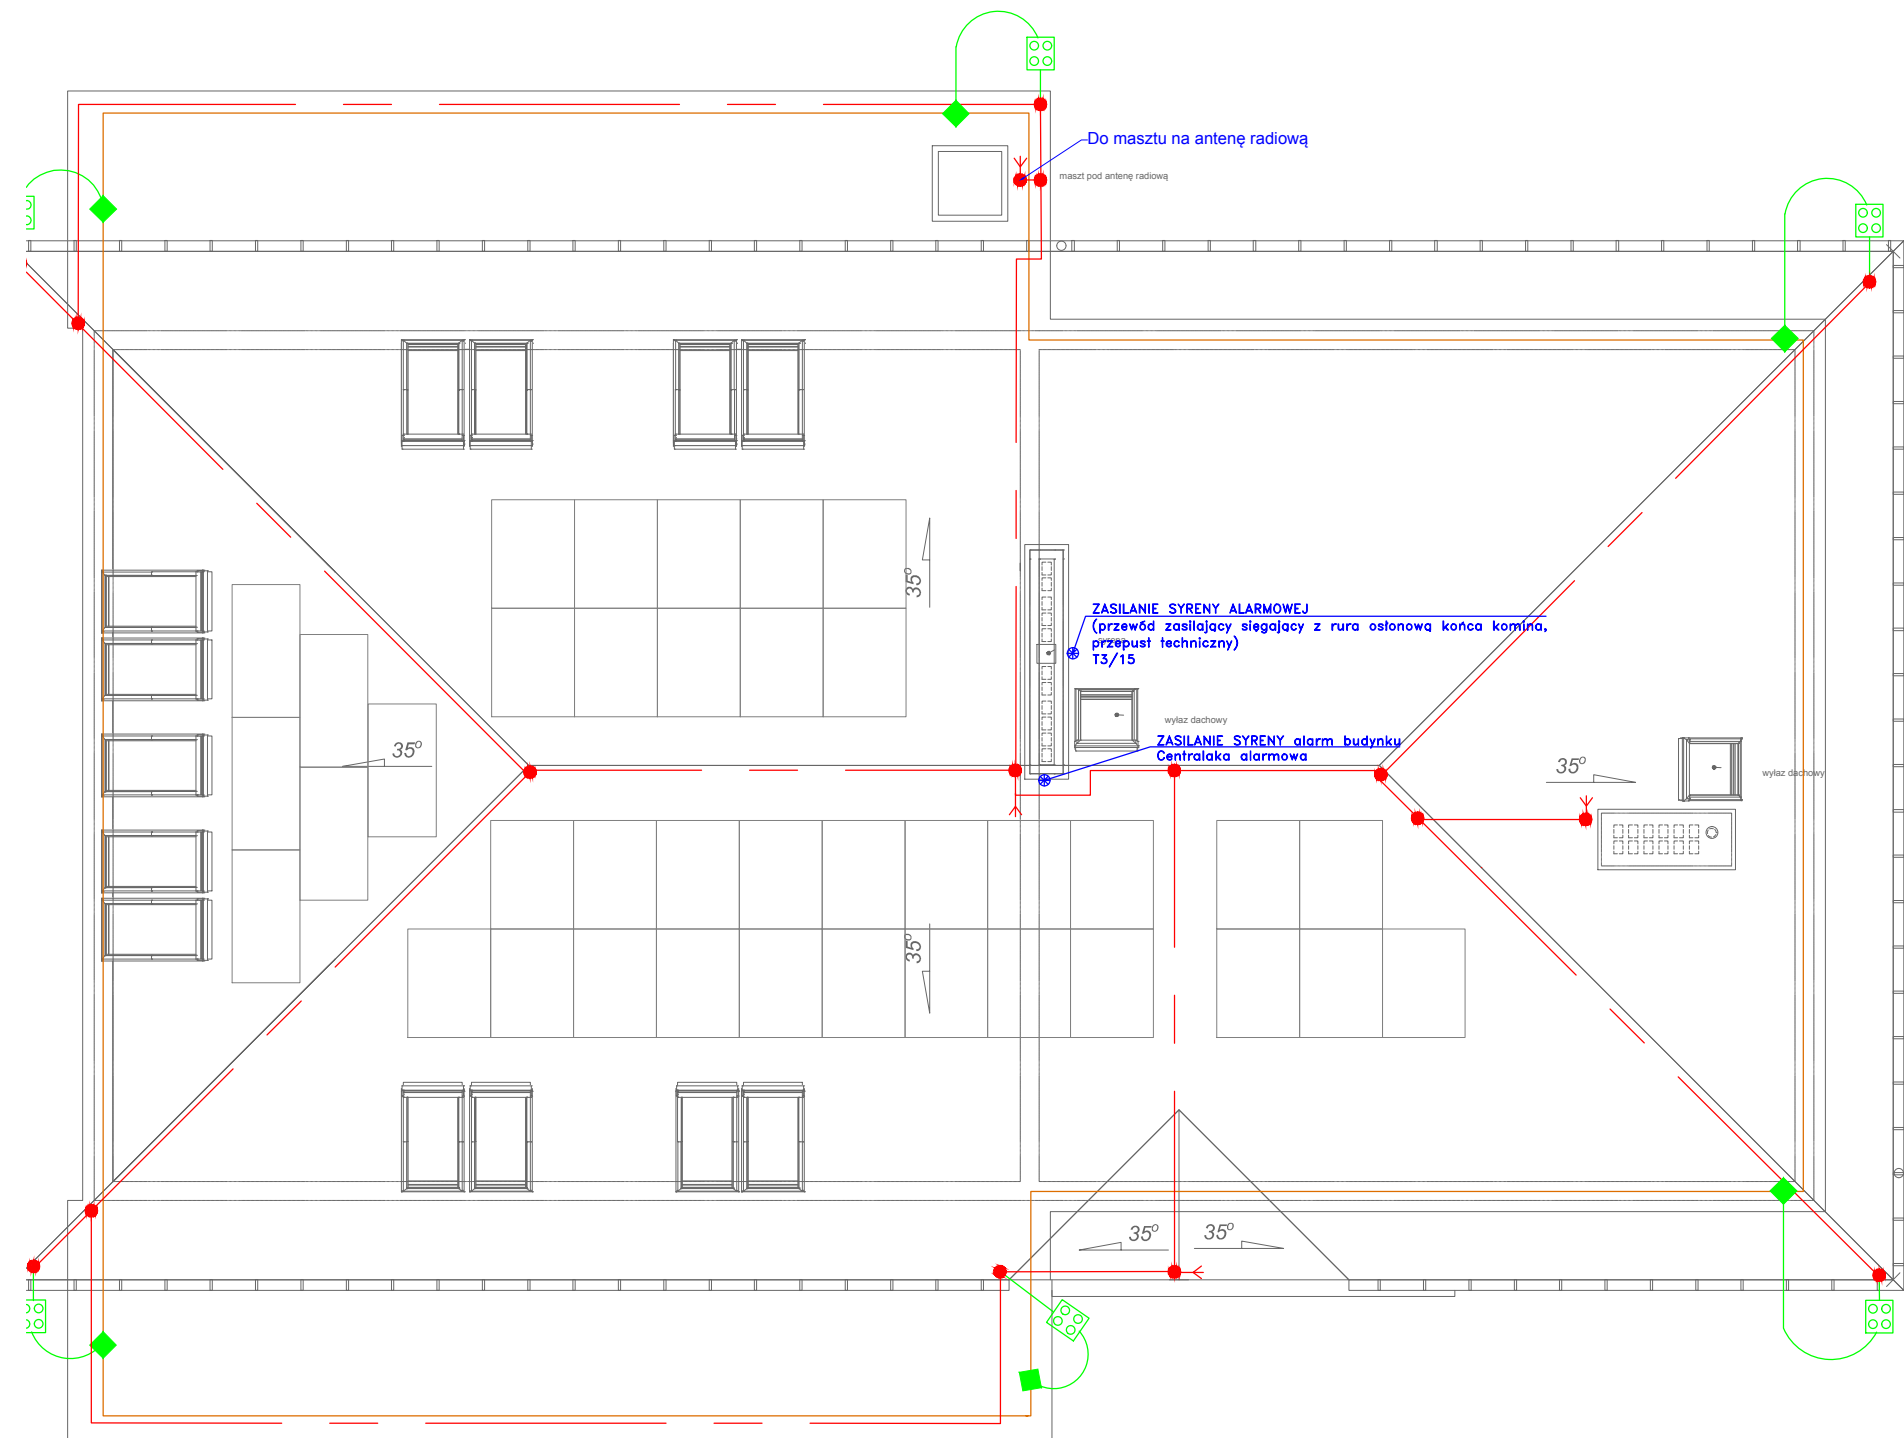 Do masztu na antenę radiową
maszt pod antenę radiową
35°
ZASILANIE SYRENY ALARMOWEJ
(przewód zasilający sięgający z rura osłonową końca komina,
przepust techniczny)
T3/15
wyłaz dachowy
ZASILANIE SYRENY alarm budynku
Centralaka alarmowa
35°
35°
wyłaz dachowy
35°
35°
35°